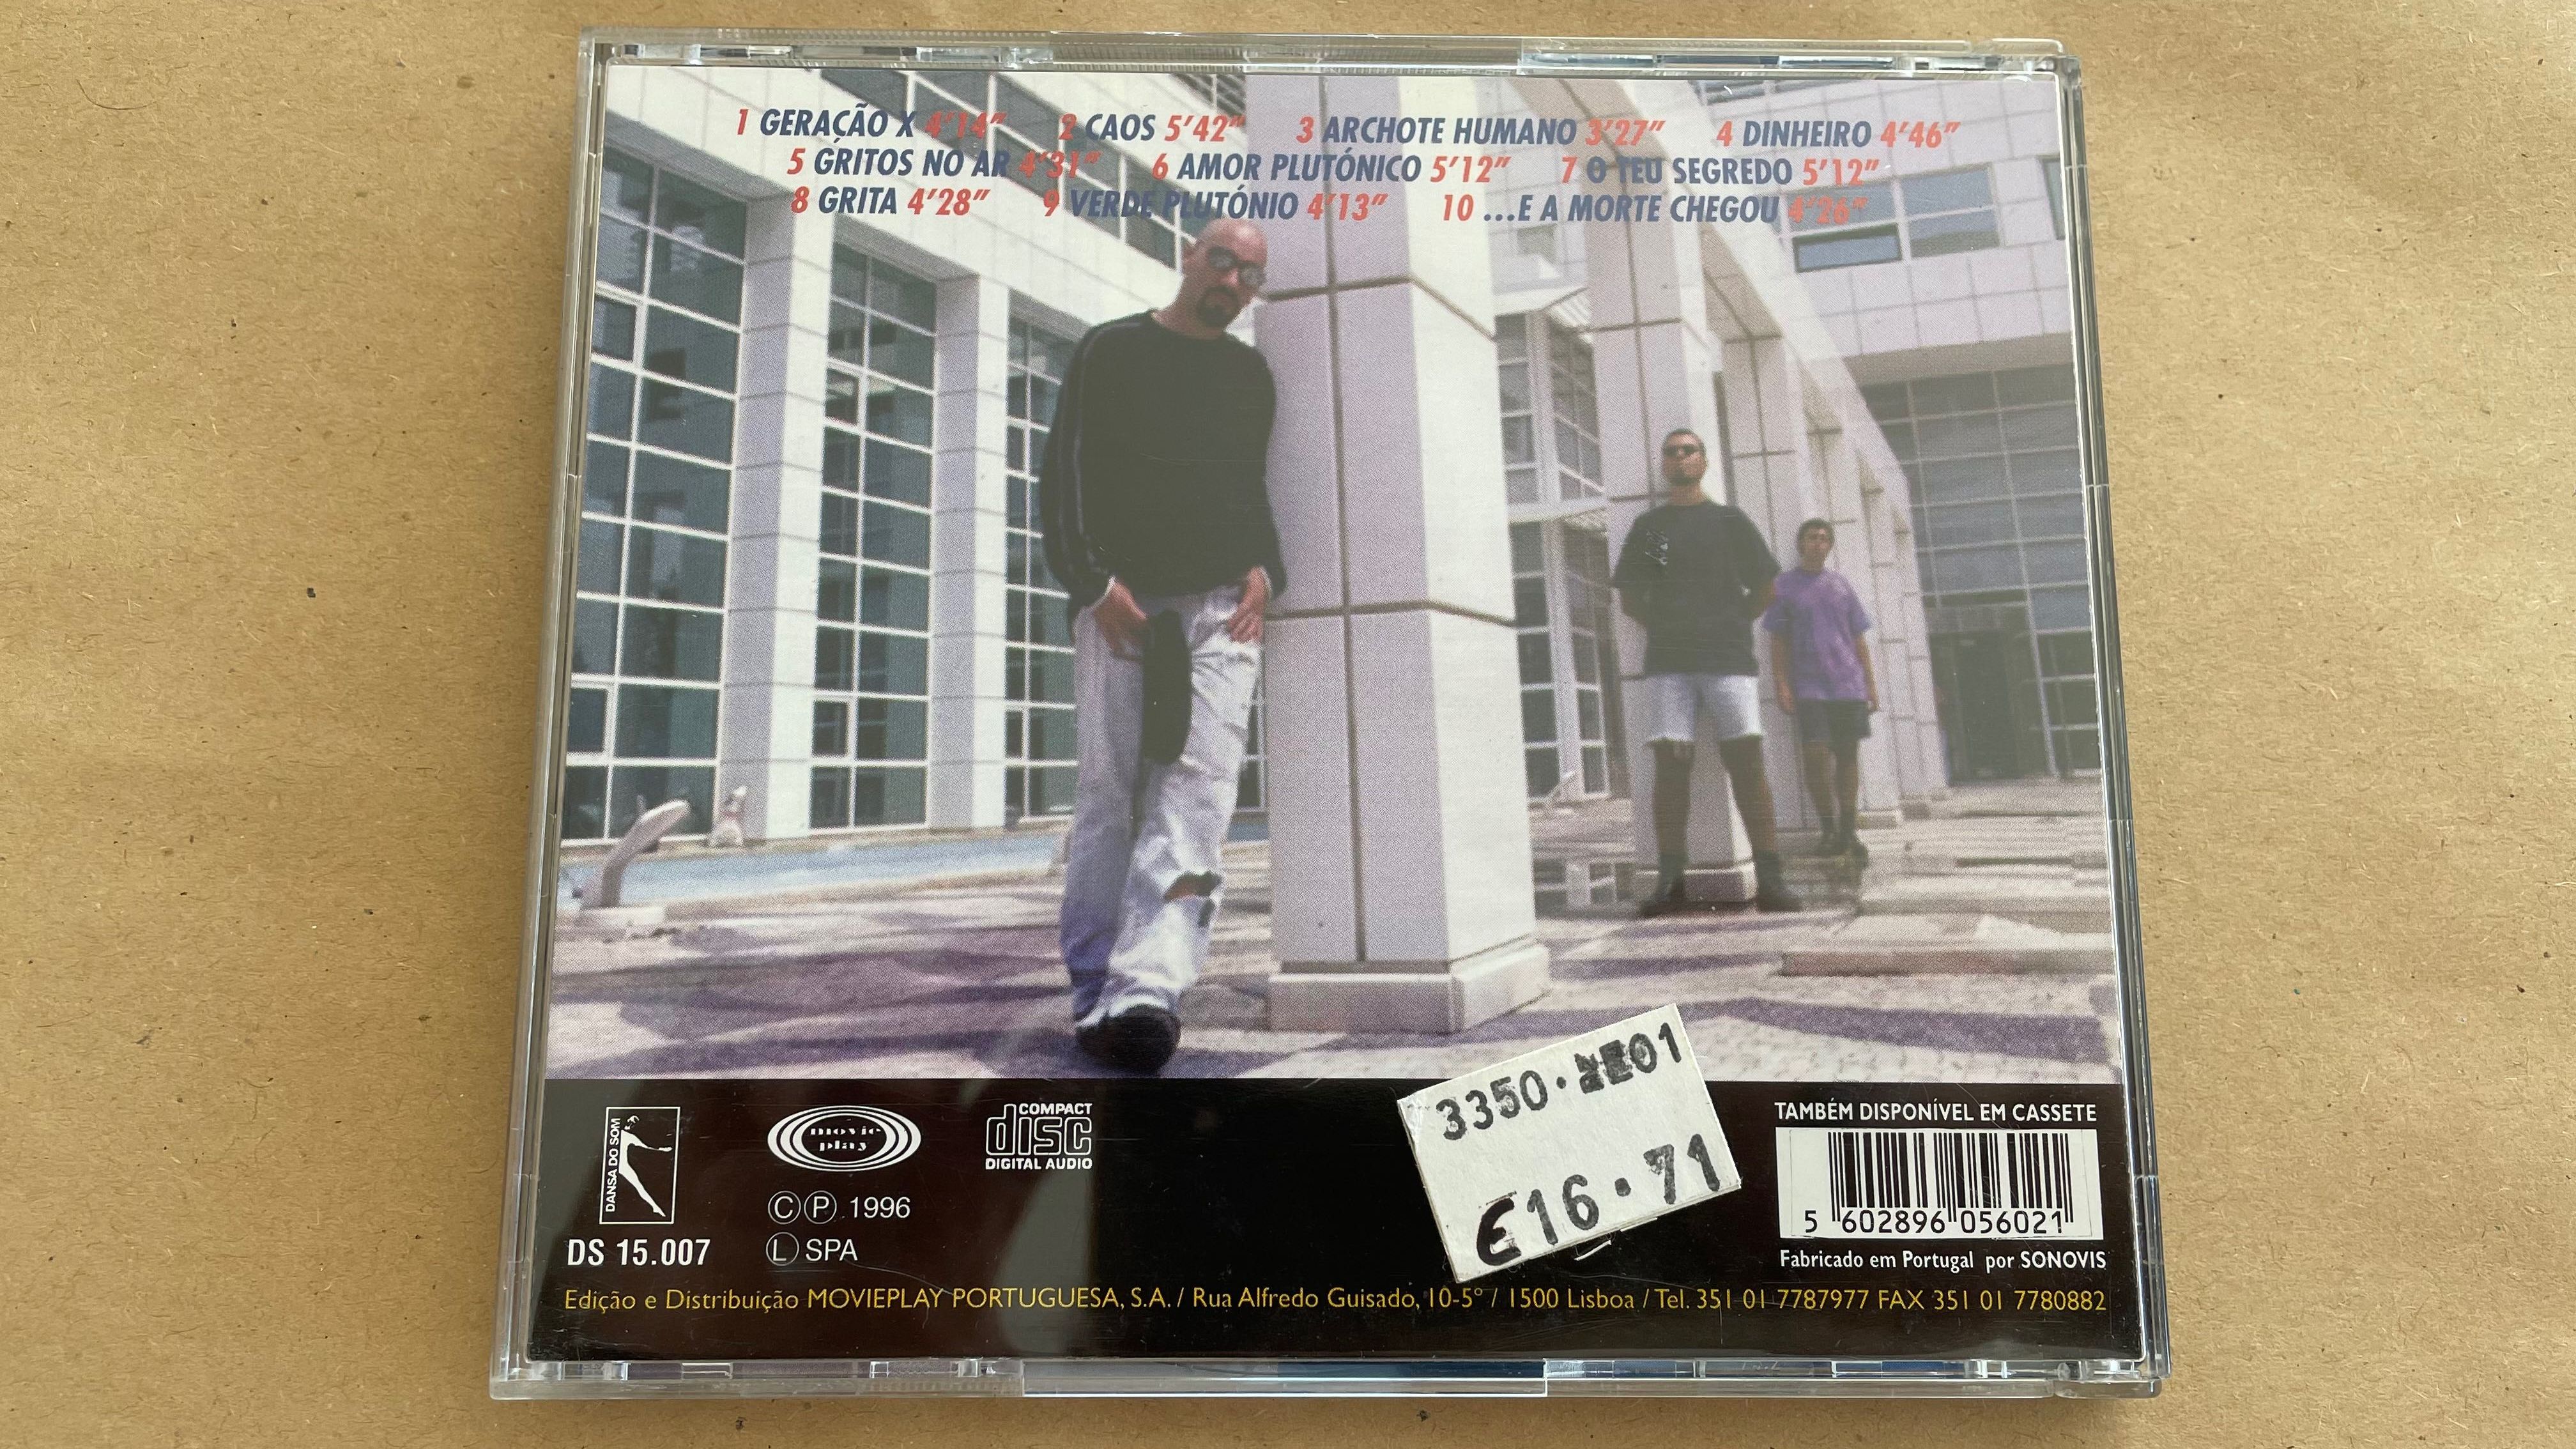 1 GERAÇÃO X 4'14" 2 CAOS 5'42" 3 ARCHOTE HUMANO 3'27" 4 DINHEIRO 4'46"
5 GRITOS NO AR 4'31" 6 AMOR PLUTÓNICO 5'12" 7 O TEU SEGREDO 5'12"
8 GRITA 4'28" 9 VERDE PLUTÓNIO 4'13" 10 ...E A MORTE CHEGOU 4'26"
DANSA DO SOM
DS 15.007
movie
play
Ⓒ Ⓟ 1996
Ⓛ SPA
COMPACT
disc
DIGITAL AUDIO
€16.71
TAMBÉM DISPONÍVEL EM CASSETE
5 602896 056021
Fabricado em Portugal por SONOVIS
Edição e Distribuição MOVIEPLAY PORTUGUESA, S.A. / Rua Alfredo Guisado, 10-5º / 1500 Lisboa / Tel. 351 01 7787977 FAX 351 01 7780882